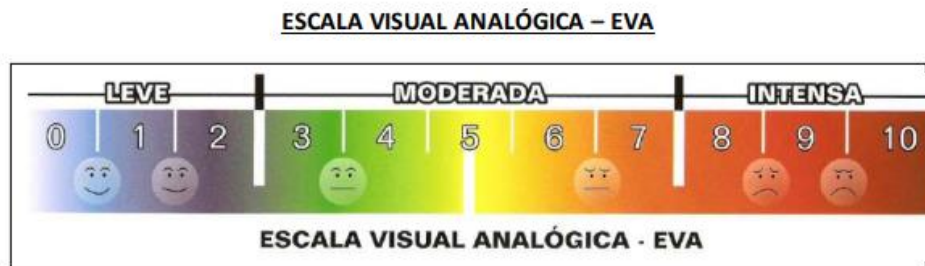 ESCALA VISUAL ANALÓGICA – EVA
LEVE MODERADA INTENSA
0 1 2 3 4 5 6 7 8 9 10
ESCALA VISUAL ANALÓGICA - EVA